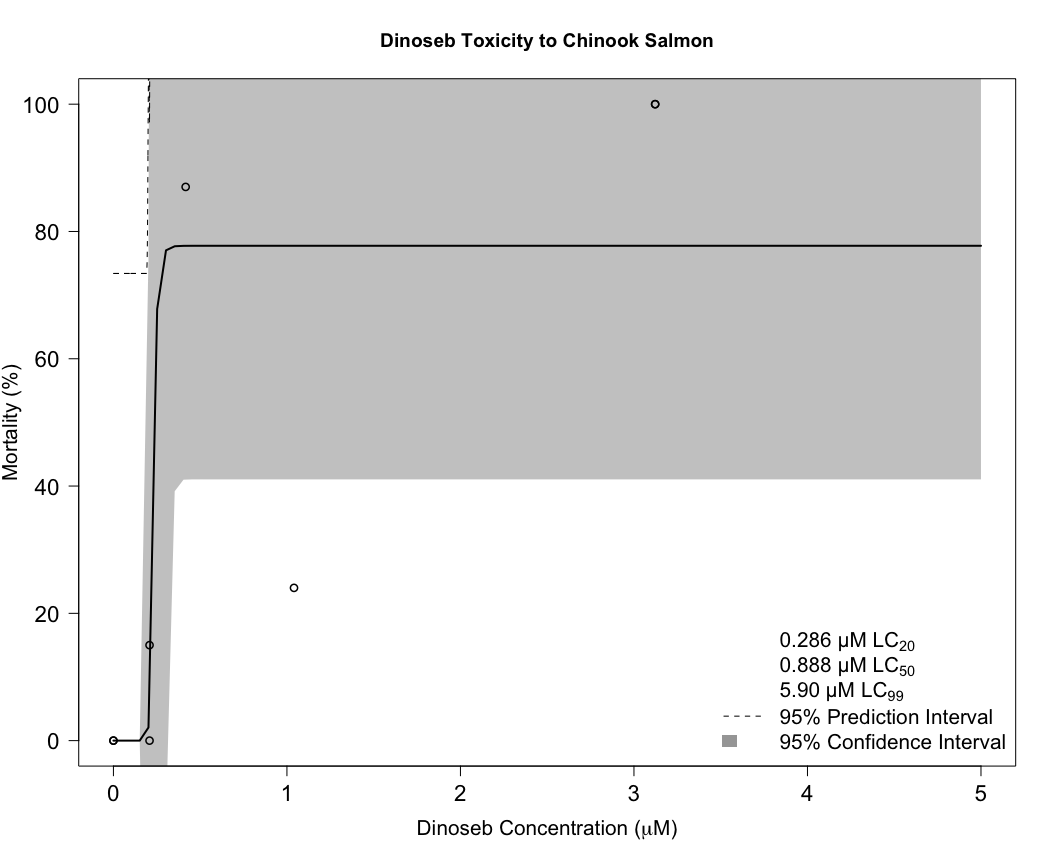 Dinoseb Toxicity to Chinook Salmon
100
80
60
40
20
0
Mortality (%)
0 1 2 3 4 5
Dinoseb Concentration (µM)
0.286 µM LC20
0.888 µM LC50
5.90 µM LC99
95% Prediction Interval
95% Confidence Interval